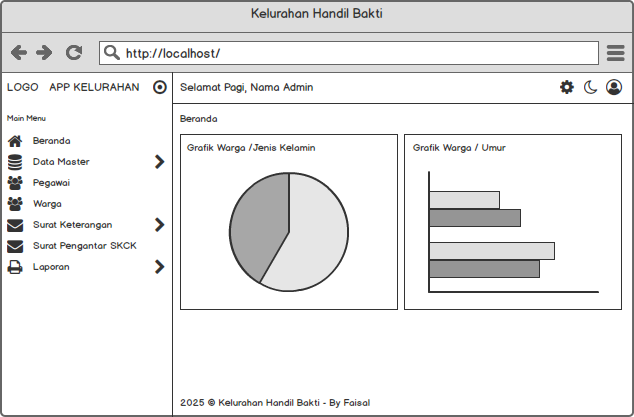 Kelurahan Handil Bakti
http://localhost/
LOGO APP KELURAHAN
Selamat Pagi, Nama Admin
Main Menu
Beranda
Data Master
Pegawai
Warga
Surat Keterangan
Surat Pengantar SKCK
Laporan
Beranda
Grafik Warga /Jenis Kelamin
Grafik Warga / Umur
2025 © Kelurahan Handil Bakti - By Faisal